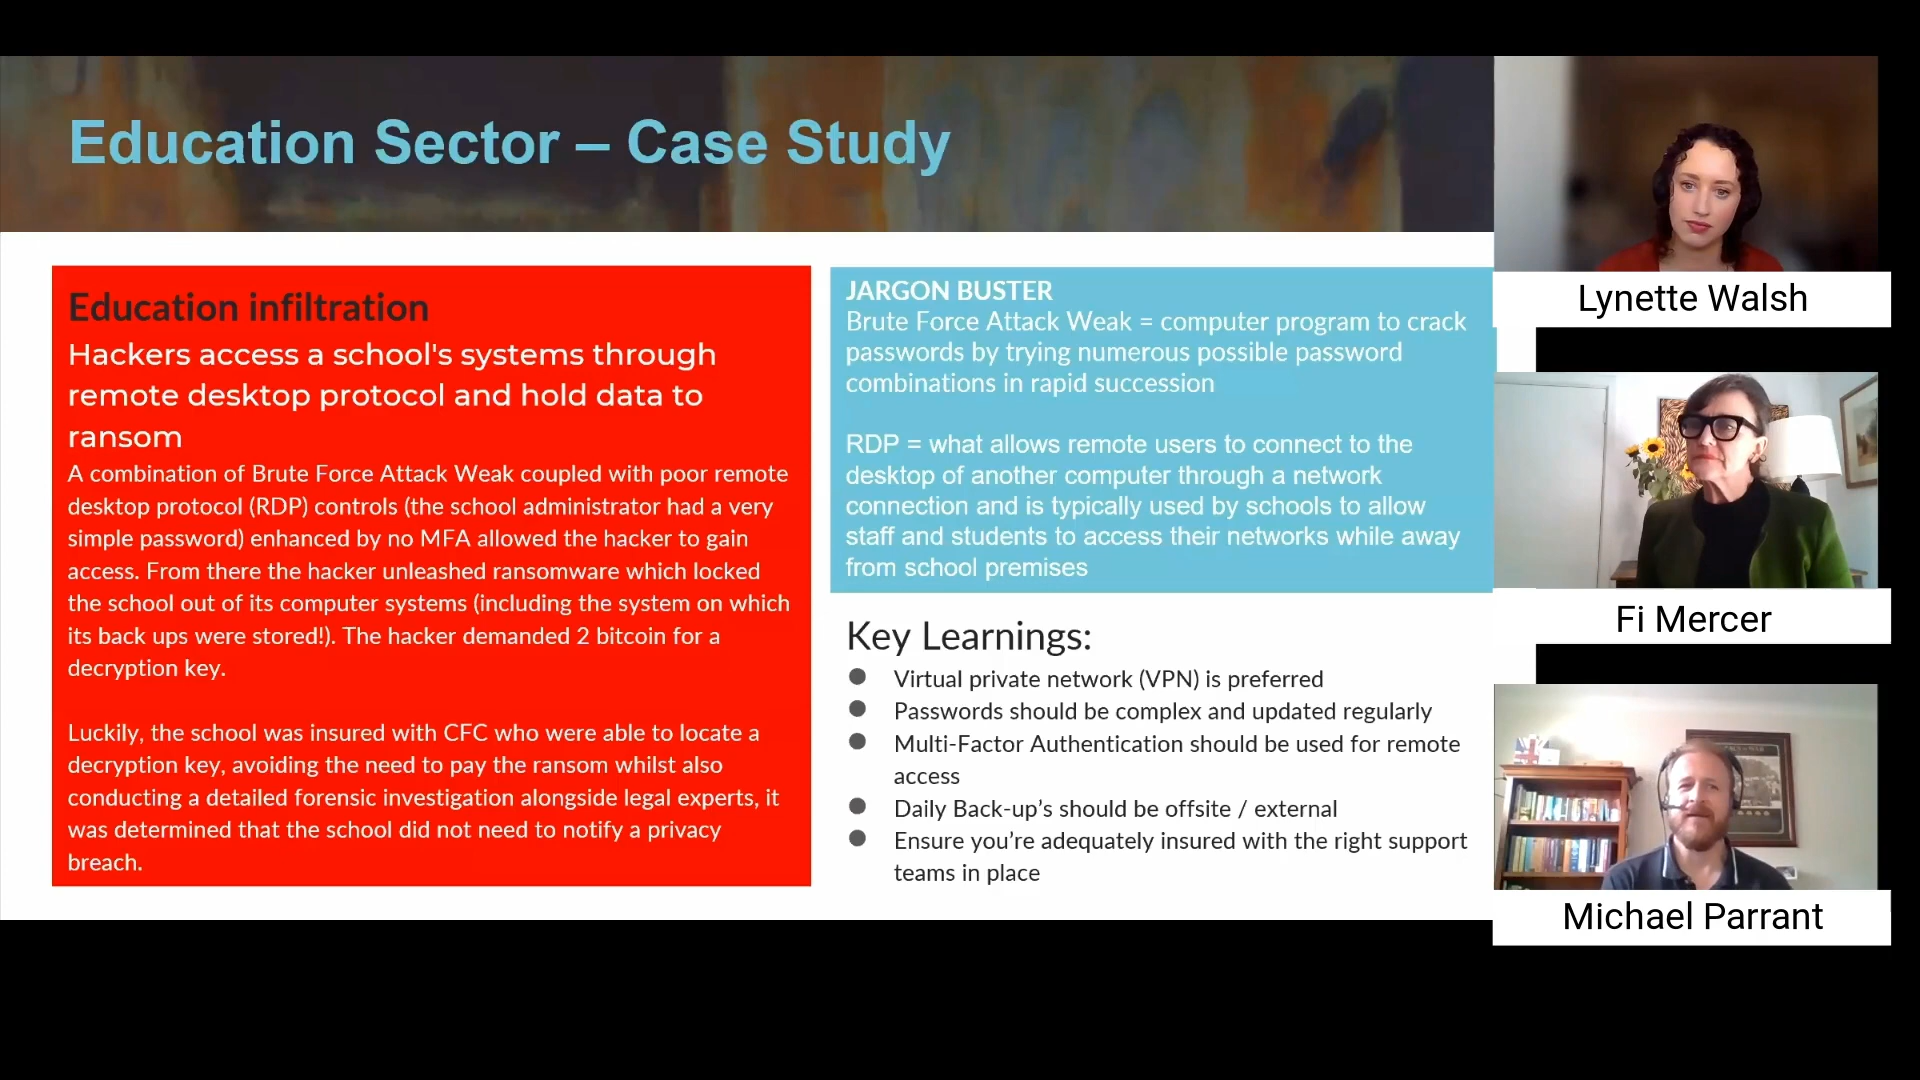 Education Sector – Case Study
Education infiltration
Hackers access a school's systems through
remote desktop protocol and hold data to
ransom
A combination of Brute Force Attack Weak coupled with poor remote
desktop protocol (RDP) controls (the school administrator had a very
simple password) enhanced by no MFA allowed the hacker to gain
access. From there the hacker unleashed ransomware which locked
the school out of its computer systems (including the system on which
its back ups were stored!). The hacker demanded 2 bitcoin for a
decryption key.
Luckily, the school was insured with CFC who were able to locate a
decryption key, avoiding the need to pay the ransom whilst also
conducting a detailed forensic investigation alongside legal experts, it
was determined that the school did not need to notify a privacy
breach.
JARGON BUSTER
Brute Force Attack Weak = computer program to crack
passwords by trying numerous possible password
combinations in rapid succession
RDP = what allows remote users to connect to the
desktop of another computer through a network
connection and is typically used by schools to allow
staff and students to access their networks while away
from school premises
Key Learnings:
● Virtual private network (VPN) is preferred
● Passwords should be complex and updated regularly
● Multi-Factor Authentication should be used for remote
access
● Daily Back-up’s should be offsite / external
● Ensure you’re adequately insured with the right support
teams in place
Lynette Walsh
Fi Mercer
Michael Parrant